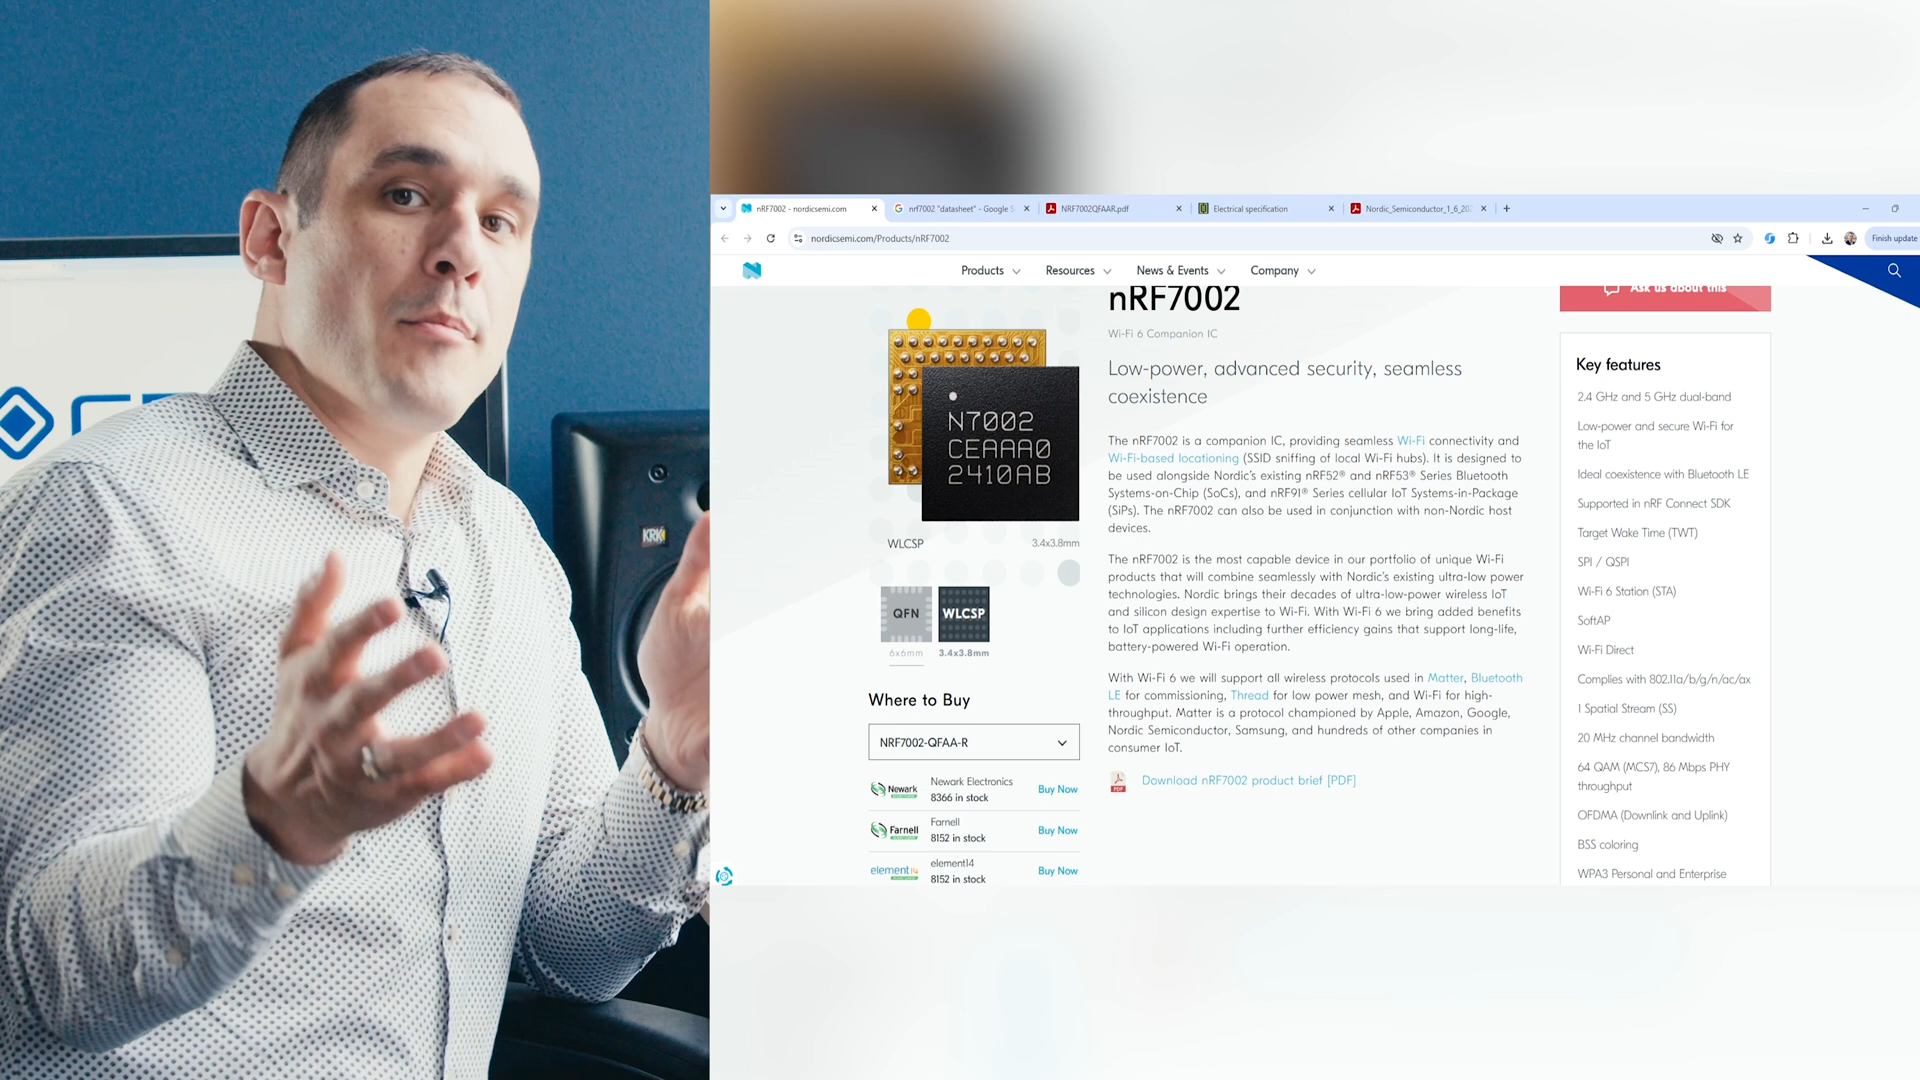 KRK
nRF7002 - nordicsemi.com
nrf7002 "datasheet" - Google S
NRF7002QFAAR.pdf
Electrical specification
Nordic_Semiconductor_1_6_20
nordicsemi.com/Products/nRF7002
Finish update
Products
Resources
News & Events
Company
nRF7002
Wi-Fi 6 Companion IC
Low-power, advanced security, seamless
coexistence
The nRF7002 is a companion IC, providing seamless Wi-Fi connectivity and
Wi-Fi-based locationing (SSID sniffing of local Wi-Fi hubs). It is designed to
be used alongside Nordic's existing nRF52® and nRF53® Series Bluetooth
Systems-on-Chip (SoCs), and nRF91® Series cellular IoT Systems-in-Package
(SiPs). The nRF7002 can also be used in conjunction with non-Nordic host
devices.
The nRF7002 is the most capable device in our portfolio of unique Wi-Fi
products that will combine seamlessly with Nordic's existing ultra-low power
technologies. Nordic brings their decades of ultra-low-power wireless IoT
and silicon design expertise to Wi-Fi. With Wi-Fi 6 we bring added benefits
to IoT applications including further efficiency gains that support long-life,
battery-powered Wi-Fi operation.
With Wi-Fi 6 we will support all wireless protocols used in Matter, Bluetooth
LE for commissioning, Thread for low power mesh, and Wi-Fi for high-
throughput. Matter is a protocol championed by Apple, Amazon, Google,
Nordic Semiconductor, Samsung, and hundreds of other companies in
consumer IoT.
PDF
Download nRF7002 product brief [PDF]
N7002
CEAAA0
2410AB
WLCSP
3.4x3.8mm
QFN
WLCSP
6x6mm
3.4x3.8mm
Where to Buy
NRF7002-QFAA-R
Newark
Newark Electronics
8366 in stock
Buy Now
Farnell
Farnell
8152 in stock
Buy Now
element14
element14
8152 in stock
Buy Now
Ask us about this
Key features
2.4 GHz and 5 GHz dual-band
Low-power and secure Wi-Fi for
the IoT
Ideal coexistence with Bluetooth LE
Supported in nRF Connect SDK
Target Wake Time (TWT)
SPI / QSPI
Wi-Fi 6 Station (STA)
SoftAP
Wi-Fi Direct
Complies with 802.11a/b/g/n/ac/ax
1 Spatial Stream (SS)
20 MHz channel bandwidth
64 QAM (MCS7), 86 Mbps PHY
throughput
OFDMA (Downlink and Uplink)
BSS coloring
WPA3 Personal and Enterprise